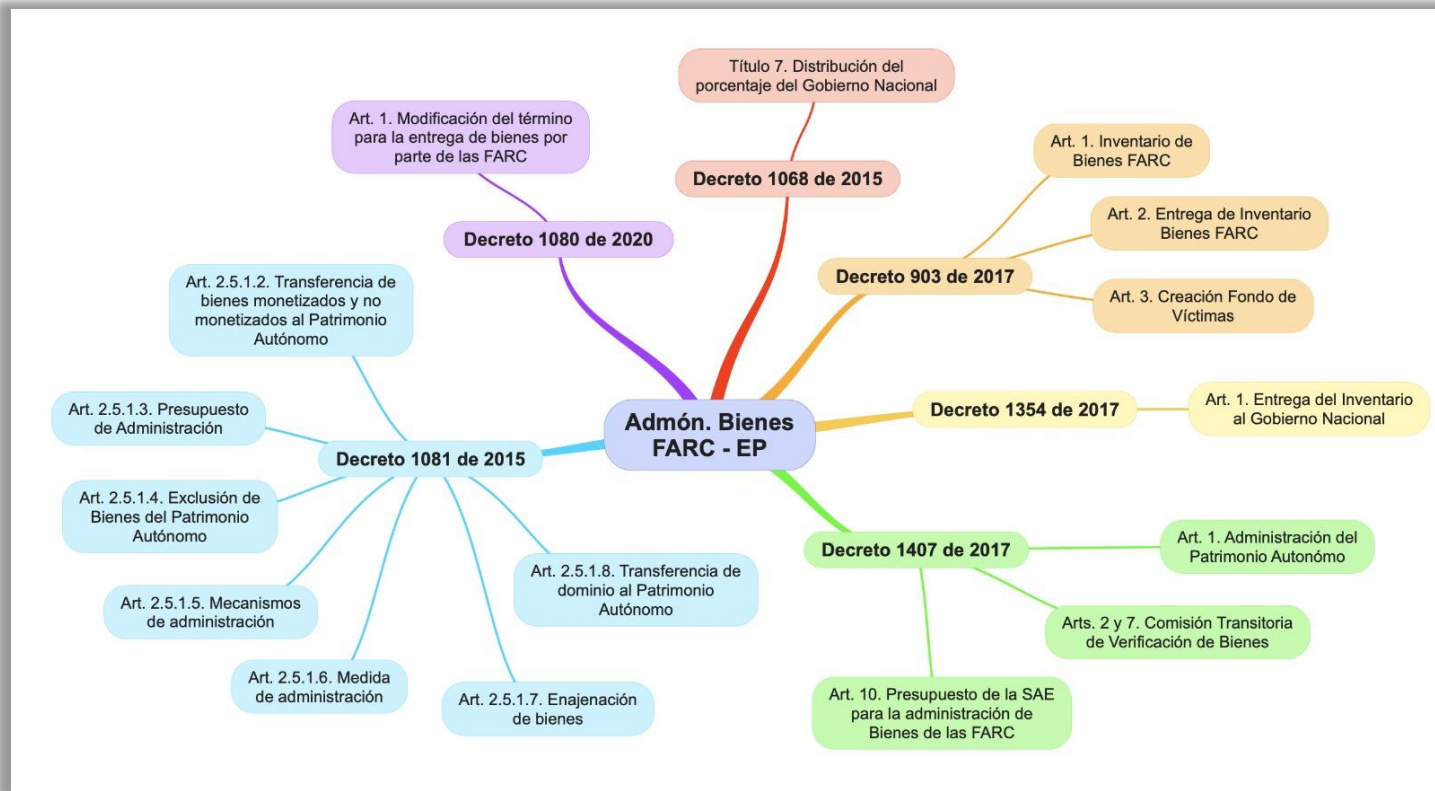 Título 7. Distribución del
porcentaje del Gobierno Nacional
Decreto 1068 de 2015
Art. 1. Modificación del término
para la entrega de bienes por
parte de las FARC
Decreto 1080 de 2020
Art. 1. Inventario de
Bienes FARC
Art. 2. Entrega de Inventario
Bienes FARC
Decreto 903 de 2017
Art. 3. Creación Fondo de
Víctimas
Art. 2.5.1.2. Transferencia de
bienes monetizados y no
monetizados al Patrimonio
Autónomo
Art. 2.5.1.3. Presupuesto
de Administración
Decreto 1081 de 2015
Art. 2.5.1.4. Exclusión de
Bienes del Patrimonio
Autónomo
Art. 2.5.1.5. Mecanismos
de administración
Art. 2.5.1.6. Medida
de administración
Art. 2.5.1.7. Enajenación
de bienes
Art. 2.5.1.8. Transferencia de
dominio al Patrimonio
Autónomo
Admón. Bienes
FARC - EP
Decreto 1354 de 2017
Art. 1. Entrega del Inventario
al Gobierno Nacional
Decreto 1407 de 2017
Art. 1. Administración del
Patrimonio Autonómo
Arts. 2 y 7. Comisión Transitoria
de Verificación de Bienes
Art. 10. Presupuesto de la SAE
para la administración de
Bienes de las FARC